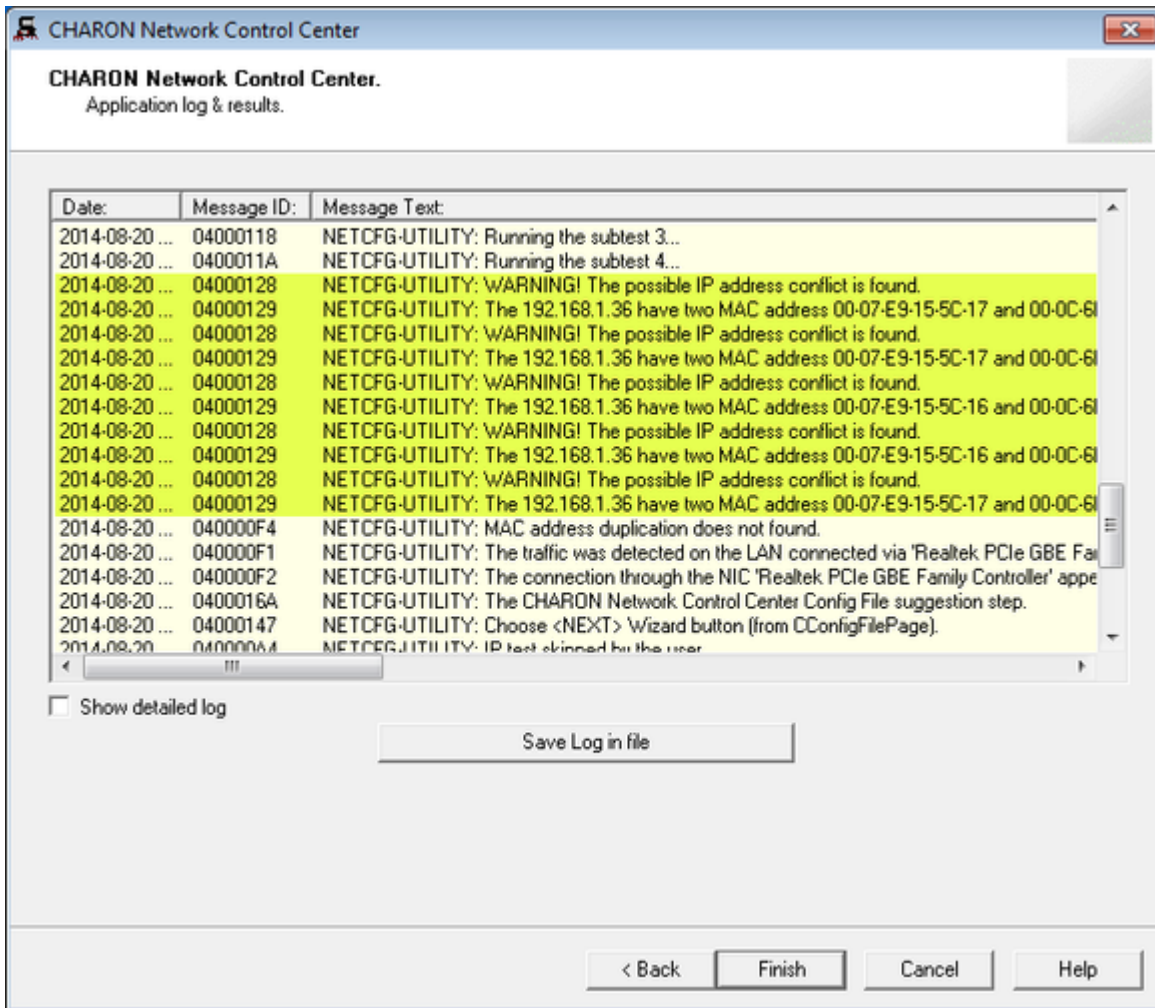 CHARON Network Control Center
CHARON Network Control Center.
Application log & results.
Date: Message ID: Message Text:
2014-08-20 ... 04000118 NETCFG-UTILITY: Running the subtest 3...
2014-08-20 ... 0400011A NETCFG-UTILITY: Running the subtest 4...
2014-08-20 ... 04000128 NETCFG-UTILITY: WARNING! The possible IP address conflict is found.
2014-08-20 ... 04000129 NETCFG-UTILITY: The 192.168.1.36 have two MAC address 00-07-E9-15-5C-17 and 00-0C-6
2014-08-20 ... 04000128 NETCFG-UTILITY: WARNING! The possible IP address conflict is found.
2014-08-20 ... 04000129 NETCFG-UTILITY: The 192.168.1.36 have two MAC address 00-07-E9-15-5C-17 and 00-0C-6
2014-08-20 ... 04000128 NETCFG-UTILITY: WARNING! The possible IP address conflict is found.
2014-08-20 ... 04000129 NETCFG-UTILITY: The 192.168.1.36 have two MAC address 00-07-E9-15-5C-16 and 00-0C-6
2014-08-20 ... 04000128 NETCFG-UTILITY: WARNING! The possible IP address conflict is found.
2014-08-20 ... 04000129 NETCFG-UTILITY: The 192.168.1.36 have two MAC address 00-07-E9-15-5C-16 and 00-0C-6
2014-08-20 ... 04000128 NETCFG-UTILITY: WARNING! The possible IP address conflict is found.
2014-08-20 ... 04000129 NETCFG-UTILITY: The 192.168.1.36 have two MAC address 00-07-E9-15-5C-17 and 00-0C-6
2014-08-20 ... 040000F4 NETCFG-UTILITY: MAC address duplication does not found.
2014-08-20 ... 040000F1 NETCFG-UTILITY: The traffic was detected on the LAN connected via 'Realtek PCIe GBE Fa
2014-08-20 ... 040000F2 NETCFG-UTILITY: The connection through the NIC 'Realtek PCIe GBE Family Controller' appe
2014-08-20 ... 0400016A NETCFG-UTILITY: The CHARON Network Control Center Config File suggestion step.
2014-08-20 ... 04000147 NETCFG-UTILITY: Choose <NEXT> Wizard button (from CConfigFilePage).
2014-08-20 ... 040000A4 NETCFG-UTILITY: IP test skipped by the user
Show detailed log
Save Log in file
< Back Finish Cancel Help